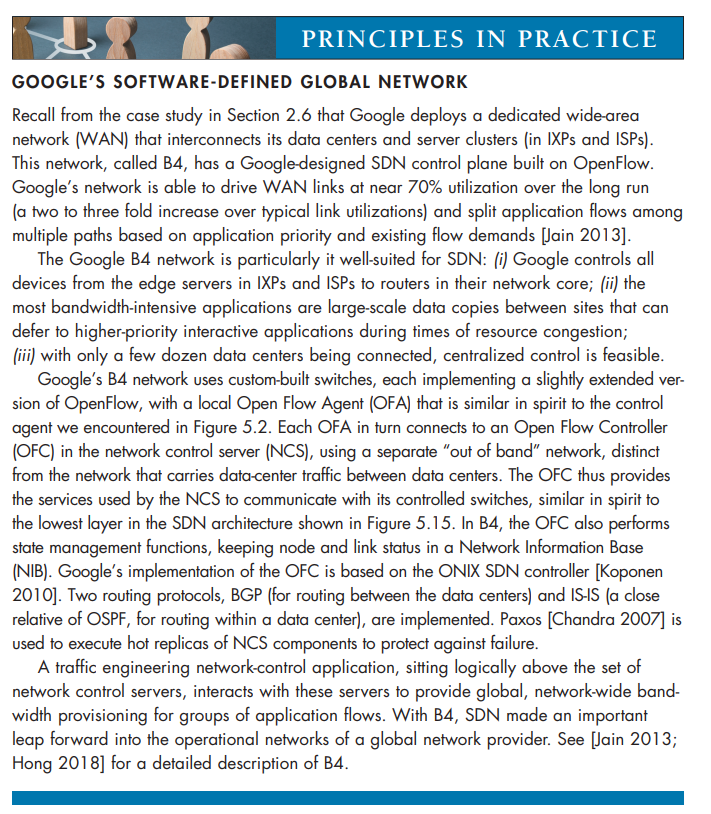 PRINCIPLES IN PRACTICE
GOOGLE'S SOFTWARE-DEFINED GLOBAL NETWORK
Recall from the case study in Section 2.6 that Google deploys a dedicated wide-area
network (WAN) that interconnects its data centers and server clusters (in IXPs and ISPs).
This network, called B4, has a Google-designed SDN control plane built on OpenFlow.
Google's network is able to drive WAN links at near 70% utilization over the long run
(a two to three fold increase over typical link utilizations) and split application flows among
multiple paths based on application priority and existing flow demands [Jain 2013].
The Google B4 network is particularly it well-suited for SDN: (i) Google controls all
devices from the edge servers in IXPs and ISPs to routers in their network core; (ii) the
most bandwidth-intensive applications are large-scale data copies between sites that can
defer to higher-priority interactive applications during times of resource congestion;
(iii) with only a few dozen data centers being connected, centralized control is feasible.
Google's B4 network uses custom-built switches, each implementing a slightly extended ver-
sion of OpenFlow, with a local Open Flow Agent (OFA) that is similar in spirit to the control
agent we encountered in Figure 5.2. Each OFA in turn connects to an Open Flow Controller
(OFC) in the network control server (NCS), using a separate "out of band" network, distinct
from the network that carries data-center traffic between data centers. The OFC thus provides
the services used by the NCS to communicate with its controlled switches, similar in spirit to
the lowest layer in the SDN architecture shown in Figure 5.15. In B4, the OFC also performs
state management functions, keeping node and link status in a Network Information Base
(NIB). Google's implementation of the OFC is based on the ONIX SDN controller [Koponen
2010]. Two routing protocols, BGP (for routing between the data centers) and IS-IS (a close
relative of OSPF, for routing within a data center), are implemented. Paxos [Chandra 2007] is
used to execute hot replicas of NCS components to protect against failure.
A traffic engineering network-control application, sitting logically above the set of
network control servers, interacts with these servers to provide global, network-wide band-
width provisioning for groups of application flows. With B4, SDN made an important
leap forward into the operational networks of a global network provider. See [Jain 2013;
Hong 2018] for a detailed description of B4.